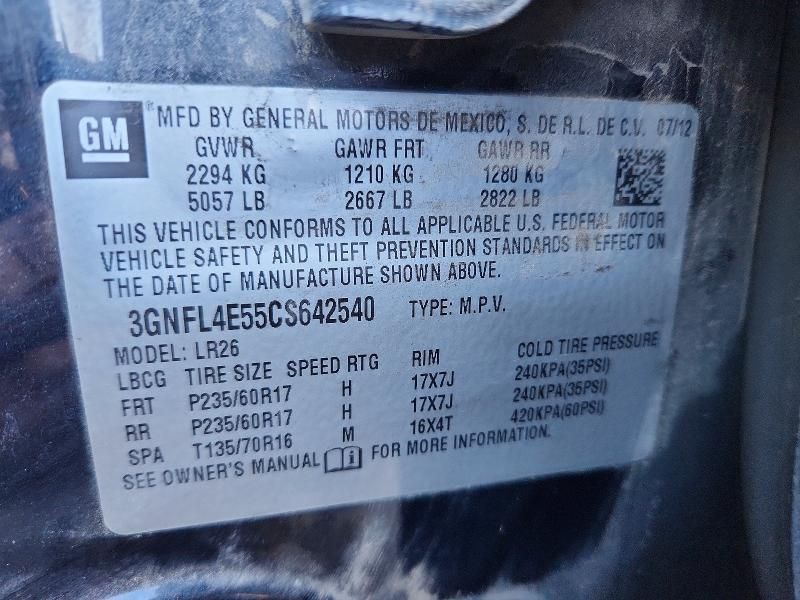 GM ® MFD BY GENERAL MOTORS DE MEXICO, S. DE R.L. DE C.V. 07/12
GVWR GAWR FRT GAWR RR
2294 KG 1210 KG 1280 KG
5057 LB 2667 LB 2822 LB
THIS VEHICLE CONFORMS TO ALL APPLICABLE U.S. FEDERAL MOTOR
VEHICLE SAFETY AND THEFT PREVENTION STANDARDS IN EFFECT ON
THE DATE OF MANUFACTURE SHOWN ABOVE.
3GNFL4E55CS642540 TYPE: M.P.V.
MODEL: LR26
LBCG TIRE SIZE SPEED RTG RIM COLD TIRE PRESSURE
FRT P235/60R17 H 17X7J 240KPA(35PSI)
RR P235/60R17 H 17X7J 240KPA(35PSI)
SPA T135/70R16 M 16X4T 420KPA(60PSI)
SEE OWNER'S MANUAL FOR MORE INFORMATION.